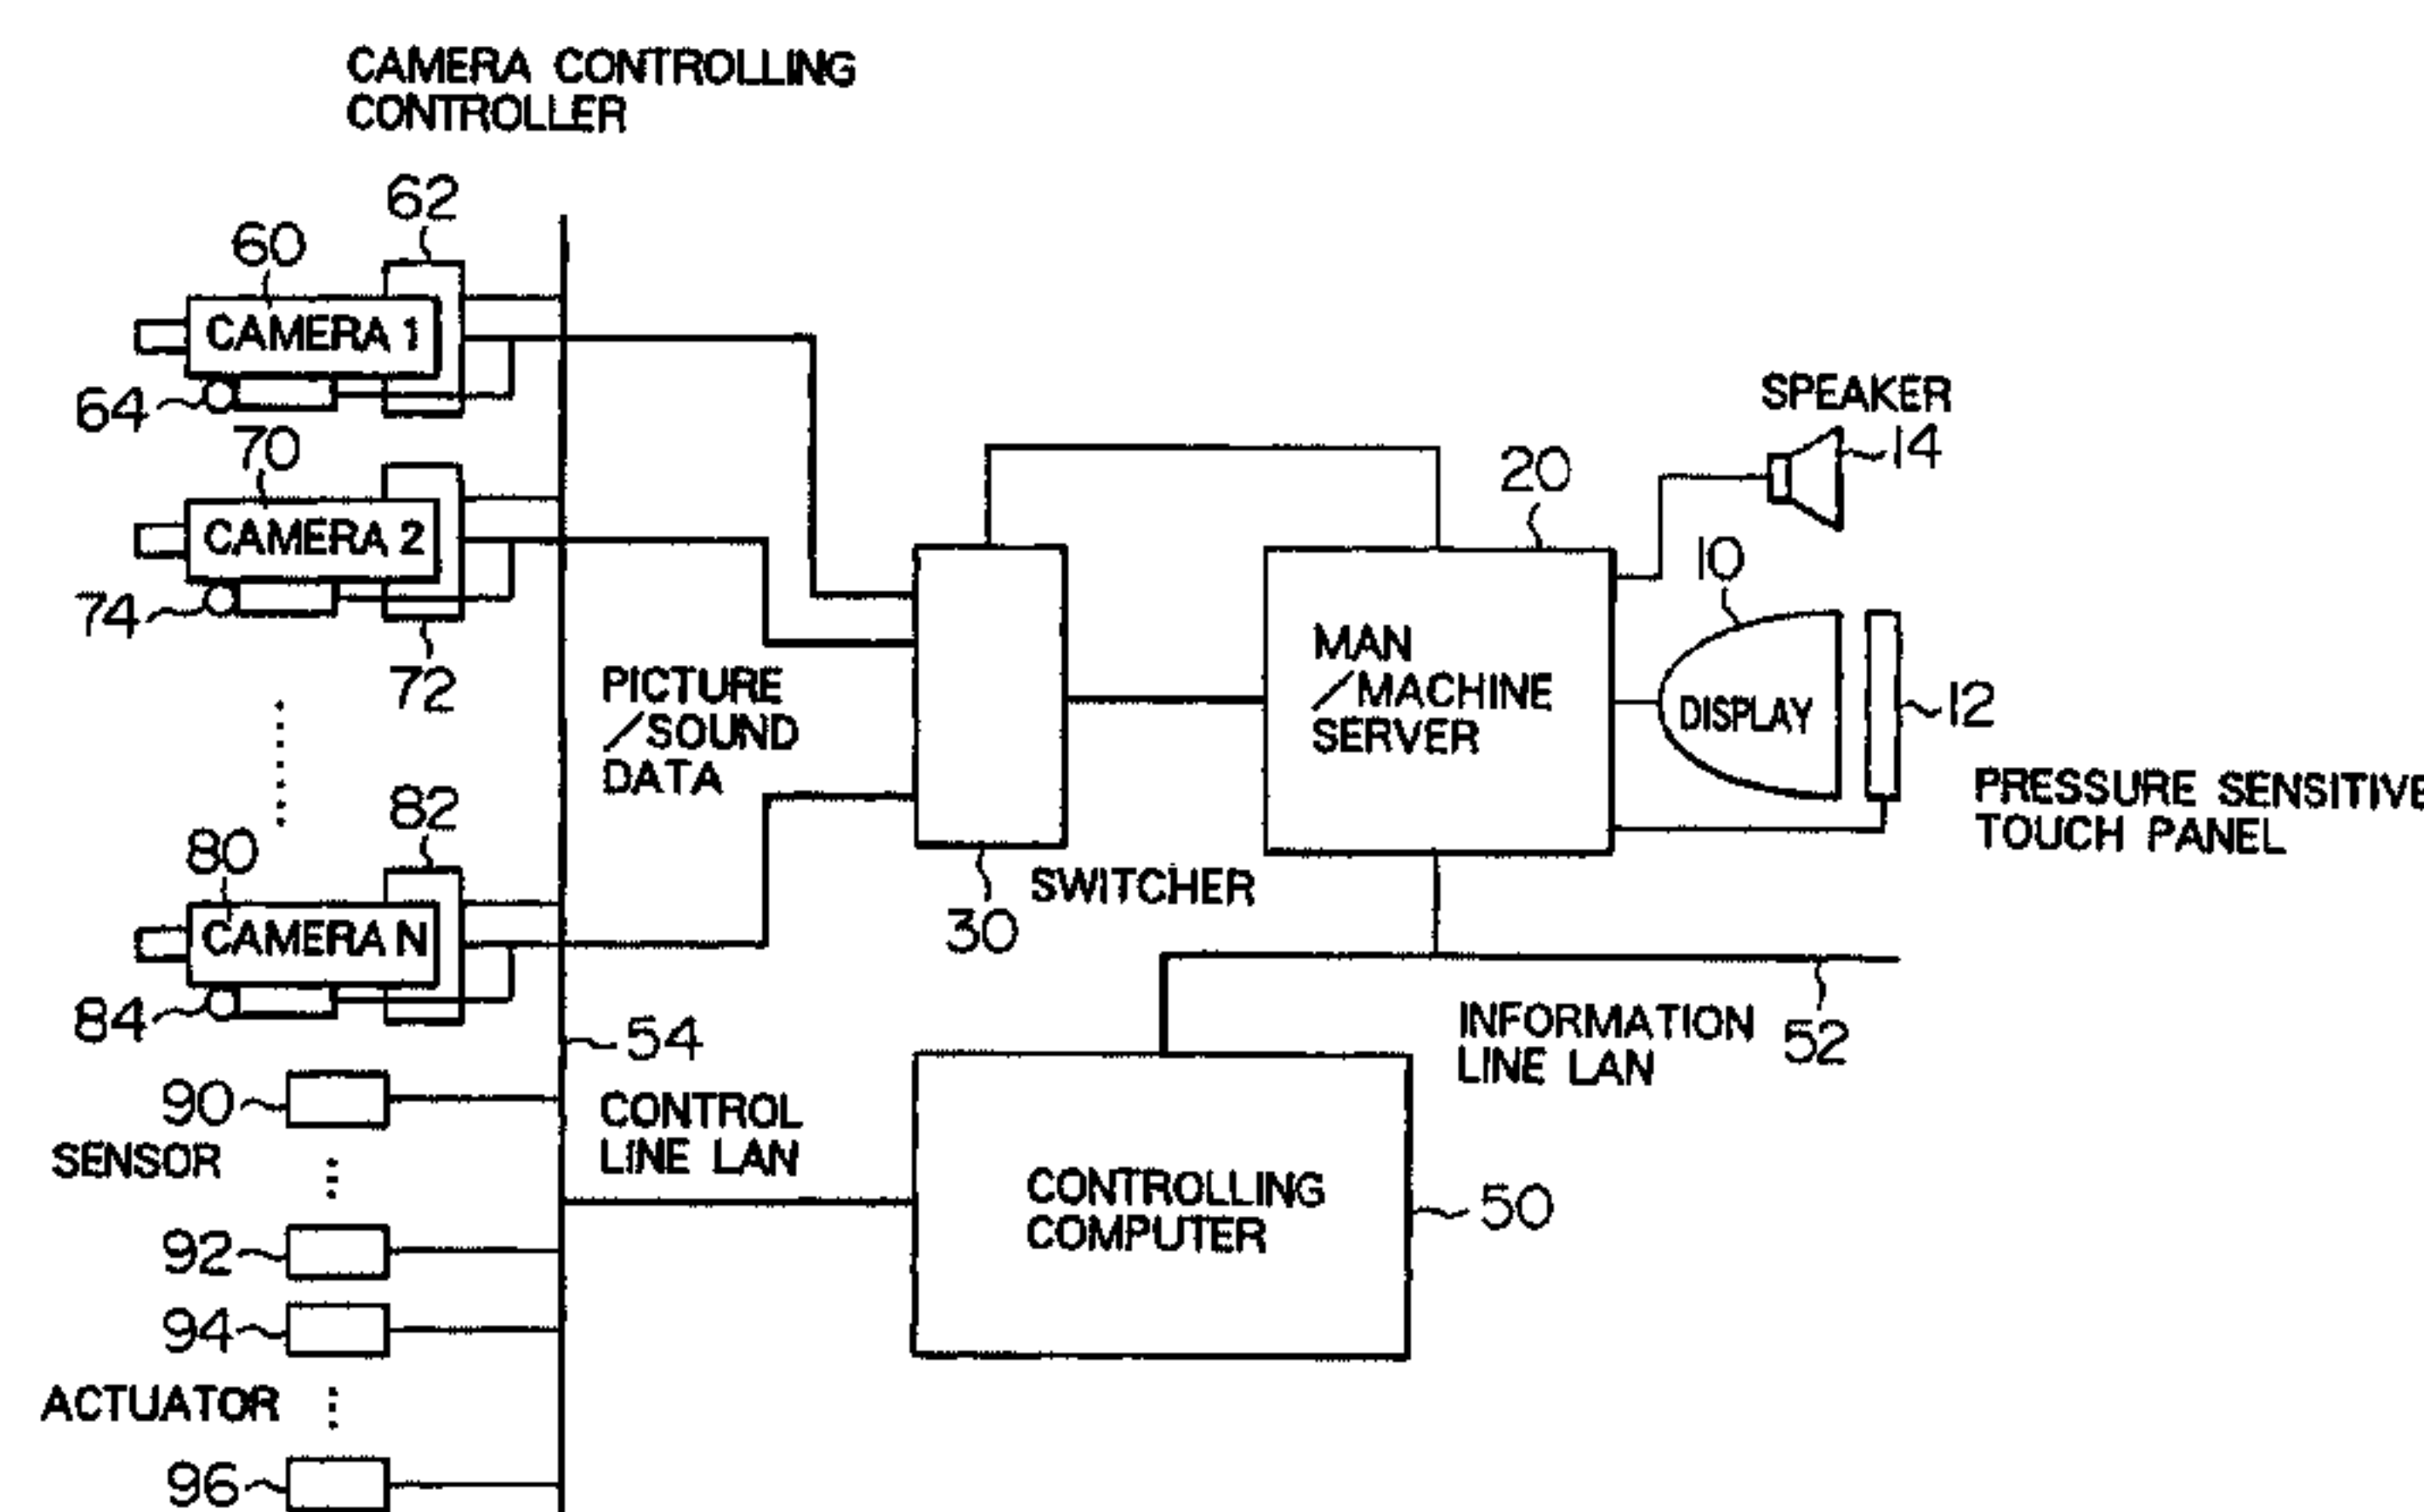 CAMERA CONTROLLING
CONTROLLER
62
60
CAMERA 1
64
70
CAMERA 2
74
72
PICTURE
/SOUND
DATA
82
80
CAMERA N
84
54
90
SENSOR
CONTROL
LINE LAN
92
94
ACTUATOR
96
30
SWITCHER
20
MAN
/MACHINE
SERVER
SPEAKER
14
10
DISPLAY
12
PRESSURE SENSITIVE
TOUCH PANEL
INFORMATION
LINE LAN
52
CONTROLLING
COMPUTER
50